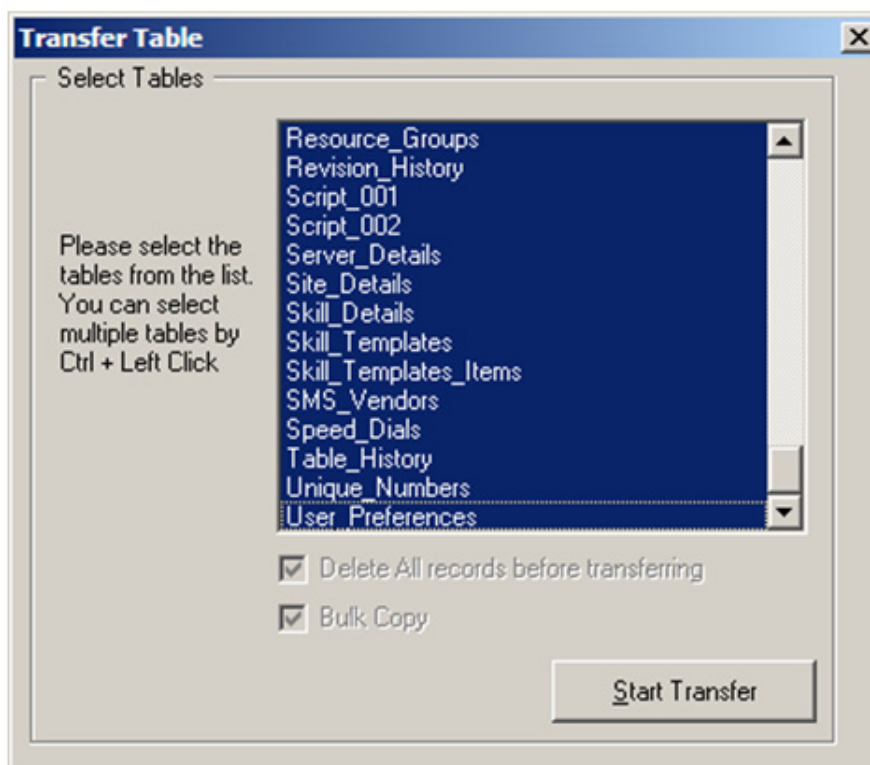 Transfer Table
Select Tables
Please select the
tables from the list.
You can select
multiple tables by
Ctrl + Left Click
Resource_Groups
Revision_History
Script_001
Script_002
Server_Details
Site_Details
Skill_Details
Skill_Templates
Skill_Templates_Items
SMS_Vendors
Speed_Dials
Table_History
Unique_Numbers
User_Preferences
Delete All records before transferring
Bulk Copy
Start Transfer